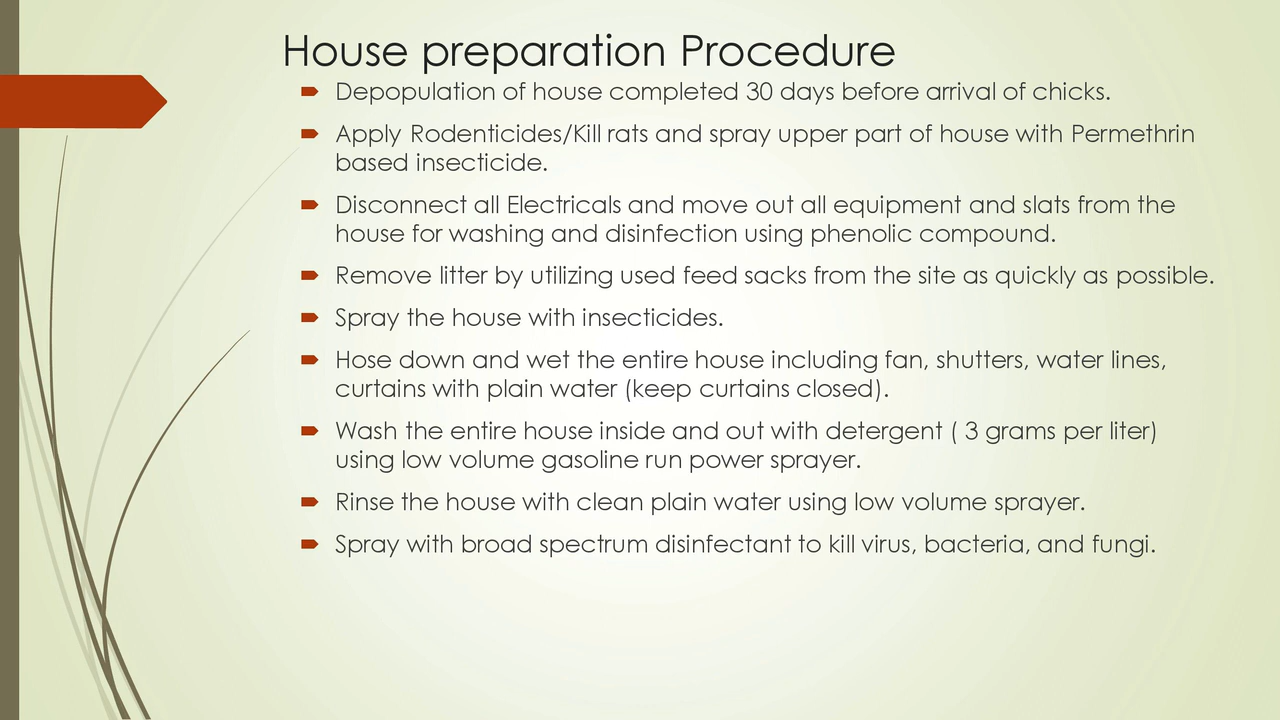 House preparation Procedure
Depopulation of house completed 30 days before arrival of chicks.
Apply Rodenticides/Kill rats and spray upper part of house with Permethrin
based insecticide.
Disconnect all Electricals and move out all equipment and slats from the
house for washing and disinfection using phenolic compound.
Remove litter by utilizing used feed sacks from the site as quickly as possible.
Spray the house with insecticides.
Hose down and wet the entire house including fan, shutters, water lines,
curtains with plain water (keep curtains closed).
Wash the entire house inside and out with detergent ( 3 grams per liter)
using low volume gasoline run power sprayer.
Rinse the house with clean plain water using low volume sprayer.
Spray with broad spectrum disinfectant to kill virus, bacteria, and fungi.